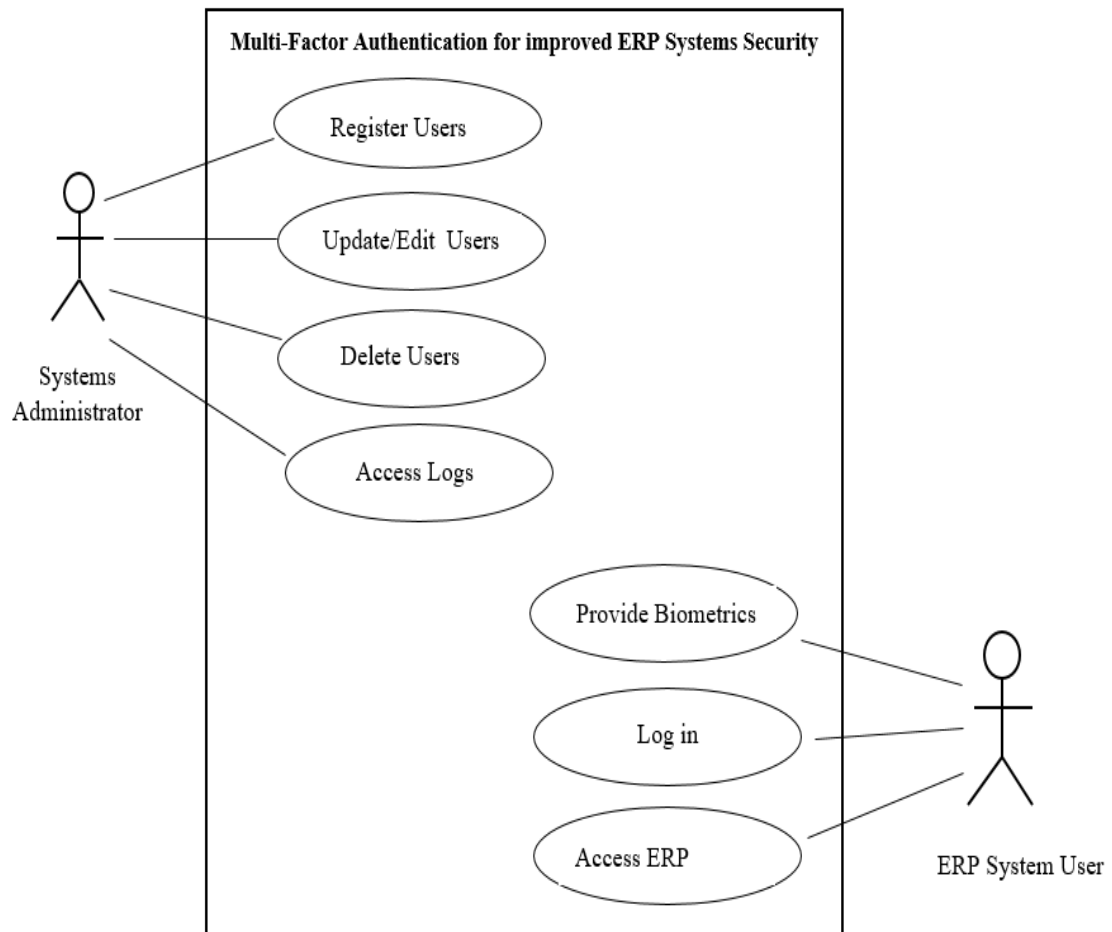 Multi-Factor Authentication for improved ERP Systems Security
Register Users
Update/Edit Users
Delete Users
Systems
Administrator
Access Logs
Provide Biometrics
Log in
Access ERP
ERP System User